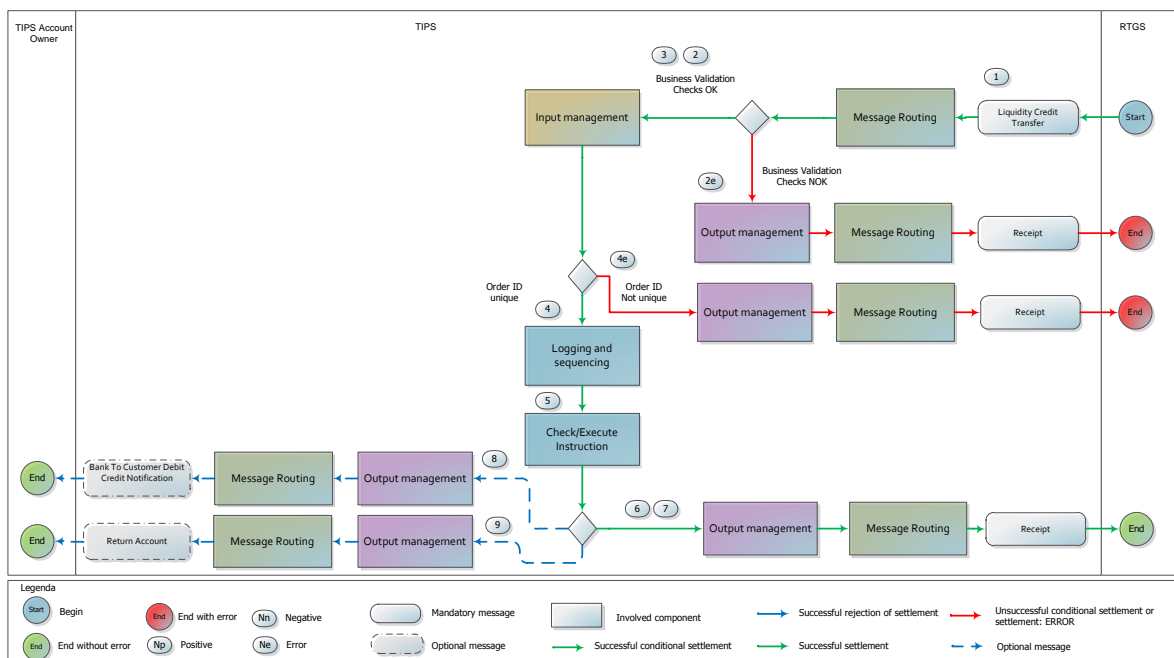 TIPS Account
Owner
TIPS
RTGS
3
2
1
Business Validation
Checks OK
Input management
Message Routing
Liquidity Credit
Transfer
Start
Business Validation
Checks NOK
2e
Output management
Message Routing
Receipt
End
4e
Order ID
unique
Order ID
Not unique
4
Output management
Message Routing
Receipt
End
Logging and
sequencing
5
Check/Execute
Instruction
8
End
Bank To Customer Debit
Credit Notification
Message Routing
Output management
6
7
9
End
Return Account
Message Routing
Output management
Output management
Message Routing
Receipt
End
Legenda
Start
Begin
End
End with error
Nn
Negative
Mandatory message
Involved component
Successful rejection of settlement
Unsuccessful conditional settlement or
settlement: ERROR
End
End without error
Np
Positive
Ne
Error
Optional message
Successful conditional settlement
Successful settlement
Optional message